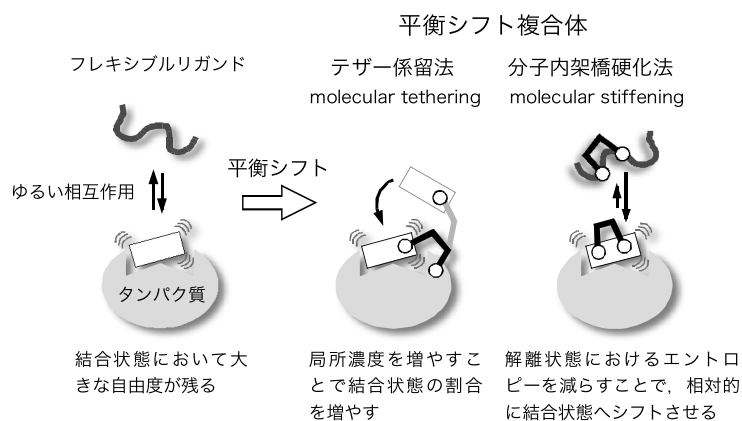 平衡シフト複合体
フレキシブルリガンド
テザー係留法
molecular tethering
分子内架橋硬化法
molecular stiffening
平衡シフト
ゆるい相互作用
タンパク質
結合状態において大
きな自由度が残る
局所濃度を増やすこ
とで結合状態の割合
を増やす
解離状態におけるエントロ
ピーを減らすことで，相対的
に結合状態へシフトさせる